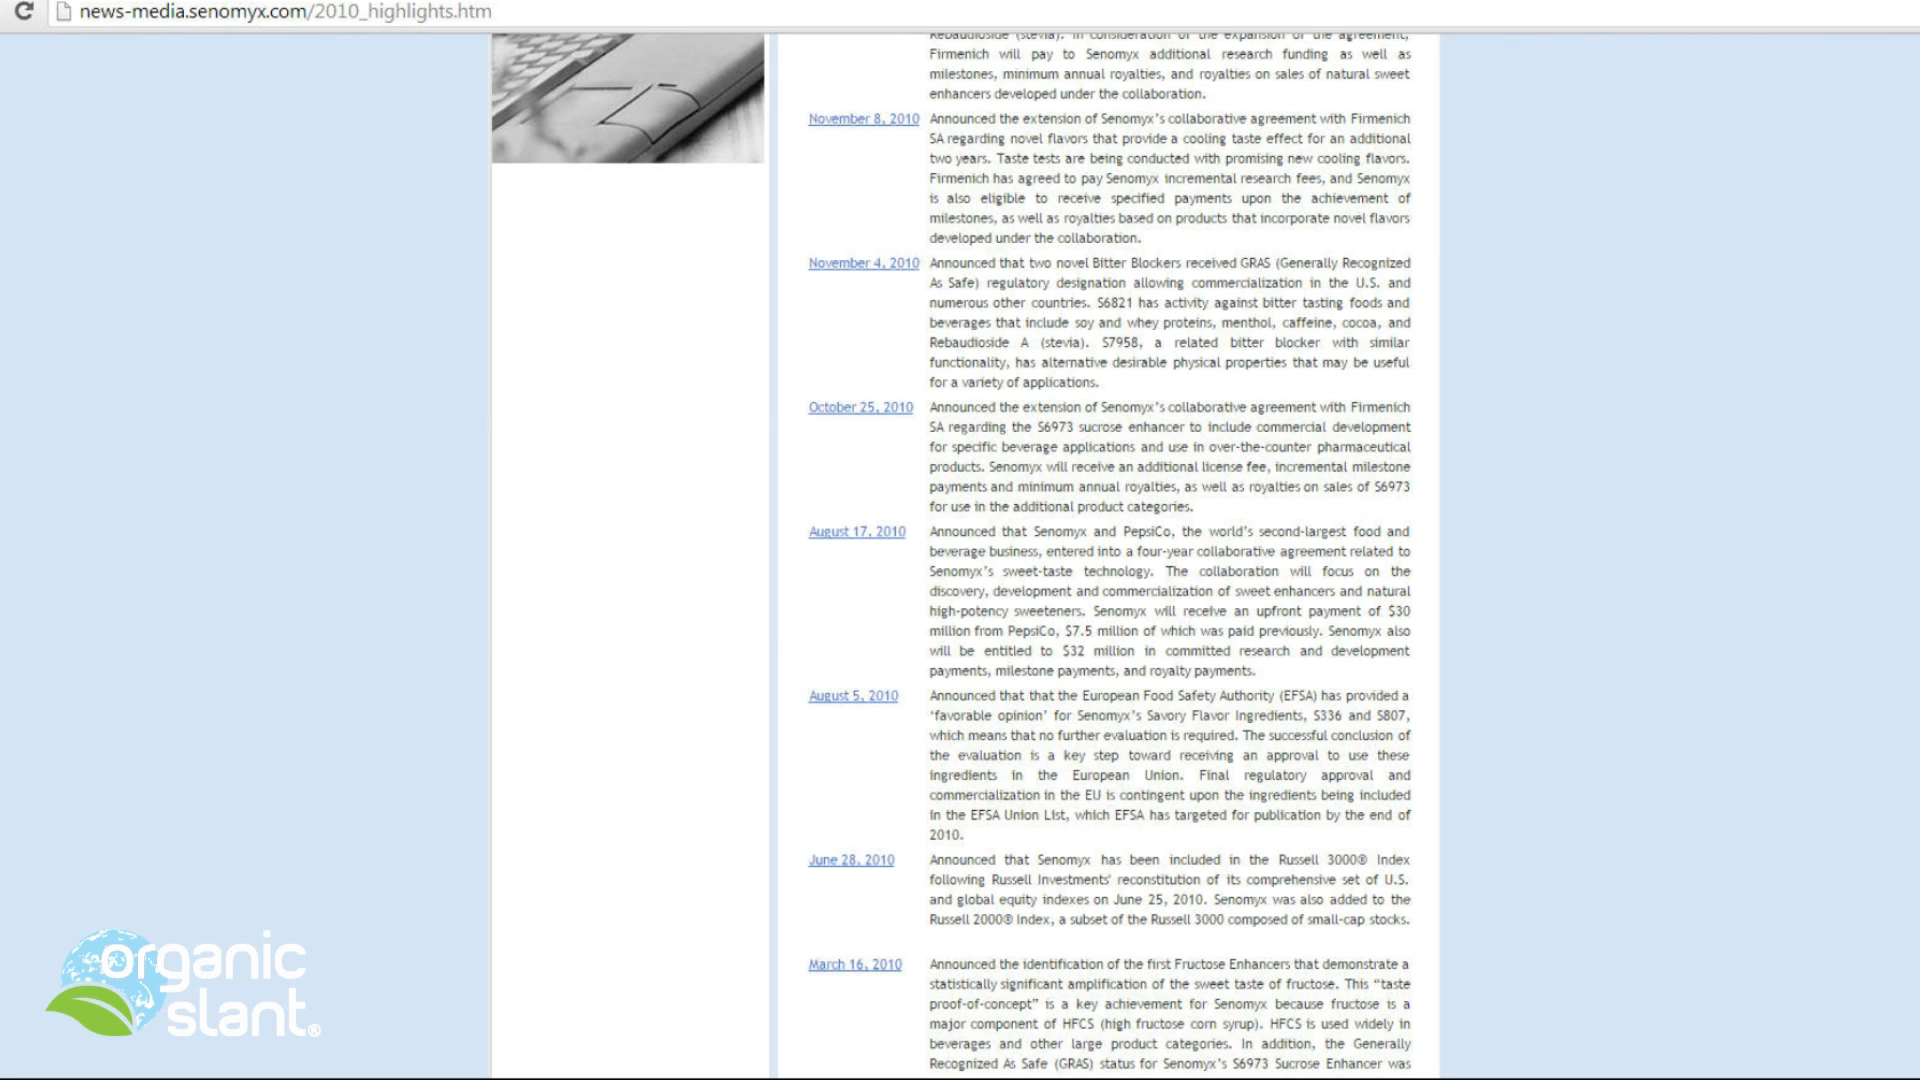 news-media.senomyx.com/2010_highlights.htm
Rebaudioside (stevia). In consideration of the expansion of the agreement,
Firmenich will pay to Senomyx additional research funding as well as
milestones, minimum annual royalties, and royalties on sales of natural sweet
enhancers developed under the collaboration.
November 8, 2010 Announced the extension of Senomyx's collaborative agreement with Firmenich
SA regarding novel flavors that provide a cooling taste effect for an additional
two years. Taste tests are being conducted with promising new cooling flavors.
Firmenich has agreed to pay Senomyx incremental research fees, and Senomyx
is also eligible to receive specified payments upon the achievement of
milestones, as well as royalties based on products that incorporate novel flavors
developed under the collaboration.
November 4, 2010 Announced that two novel Bitter Blockers received GRAS (Generally Recognized
As Safe) regulatory designation allowing commercialization in the U.S. and
numerous other countries. S6821 has activity against bitter tasting foods and
beverages that include soy and whey proteins, menthol, caffeine, cocoa, and
Rebaudioside A (stevia). S7958, a related bitter blocker with similar
functionality, has alternative desirable physical properties that may be useful
for a variety of applications.
October 25, 2010 Announced the extension of Senomyx's collaborative agreement with Firmenich
SA regarding the S6973 sucrose enhancer to include commercial development
for specific beverage applications and use in over-the-counter pharmaceutical
products. Senomyx will receive an additional license fee, incremental milestone
payments and minimum annual royalties, as well as royalties on sales of S6973
for use in the additional product categories.
August 17, 2010 Announced that Senomyx and PepsiCo, the world's second-largest food and
beverage business, entered into a four-year collaborative agreement related to
Senomyx's sweet-taste technology. The collaboration will focus on the
discovery, development and commercialization of sweet enhancers and natural
high-potency sweeteners. Senomyx will receive an upfront payment of $30
million from PepsiCo, $7.5 million of which was paid previously. Senomyx also
will be entitled to $32 million in committed research and development
payments, milestone payments, and royalty payments.
August 5, 2010 Announced that that the European Food Safety Authority (EFSA) has provided a
'favorable opinion' for Senomyx's Savory Flavor Ingredients, S336 and S807,
which means that no further evaluation is required. The successful conclusion of
the evaluation is a key step toward receiving an approval to use these
ingredients in the European Union. Final regulatory approval and
commercialization in the EU is contingent upon the ingredients being included
in the EFSA Union List, which EFSA has targeted for publication by the end of
2010.
June 28, 2010 Announced that Senomyx has been included in the Russell 3000® Index
following Russell Investments' reconstitution of its comprehensive set of U.S.
and global equity indexes on June 25, 2010. Senomyx was also added to the
Russell 2000® Index, a subset of the Russell 3000 composed of small-cap stocks.
March 16, 2010 Announced the identification of the first Fructose Enhancers that demonstrate a
statistically significant amplification of the sweet taste of fructose. This "taste
proof-of-concept" is a key achievement for Senomyx because fructose is a
major component of HFCS (high fructose corn syrup). HFCS is used widely in
beverages and other large product categories. In addition, the Generally
Recognized As Safe (GRAS) status for Senomyx's S6973 Sucrose Enhancer was
organic
slant®